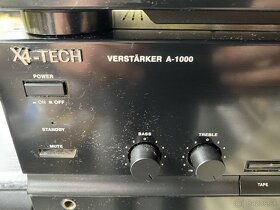 X4-TECH
VERSTÄRKER A-1000
POWER
ON OFF
STANDBY
MUTE
BASS
TREBLE
TAPE